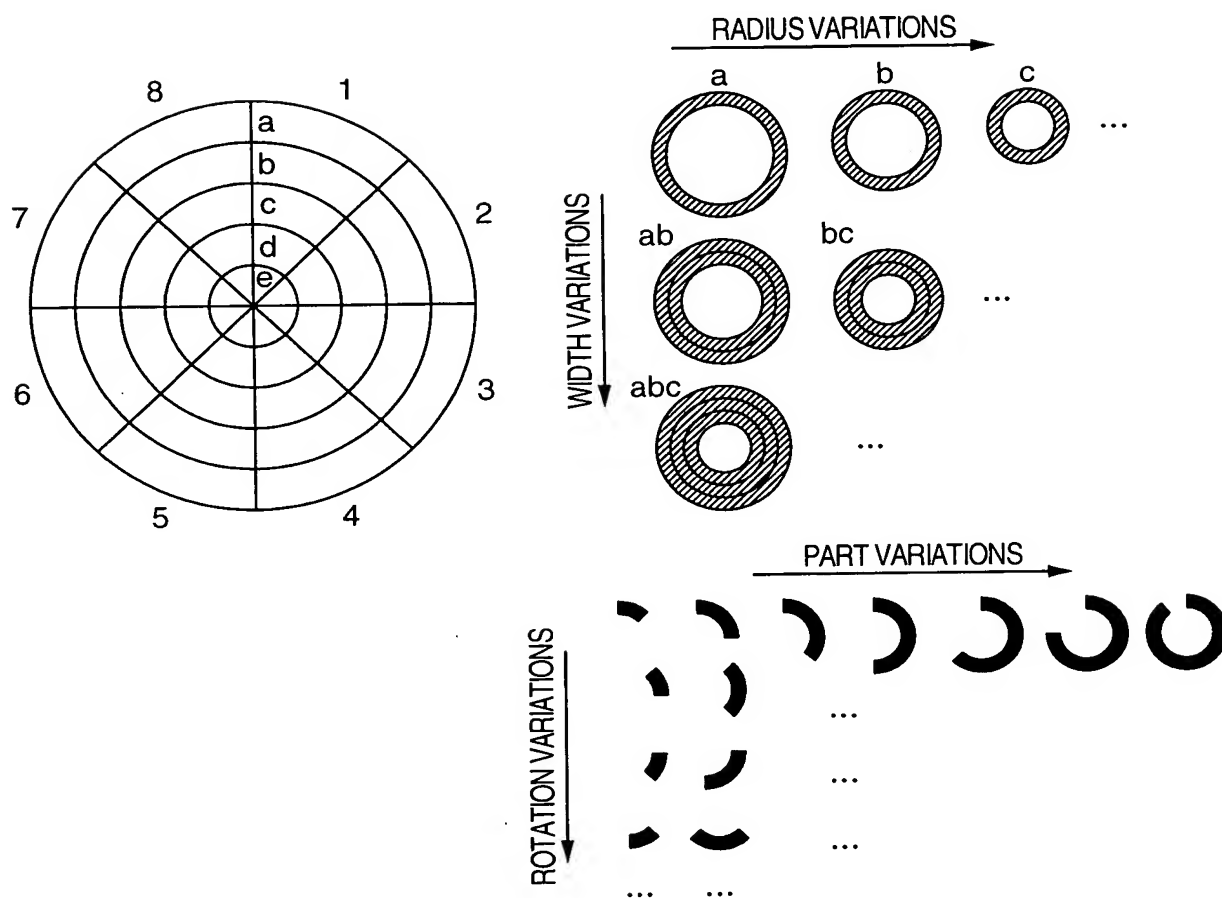 8 1
a
b
7 2
c
d
e
6 3
5 4
RADIUS VARIATIONS
a b c ...
WIDTH VARIATIONS
ab bc ...
abc ...
PART VARIATIONS
ROTATION VARIATIONS
...
...
...
... ...